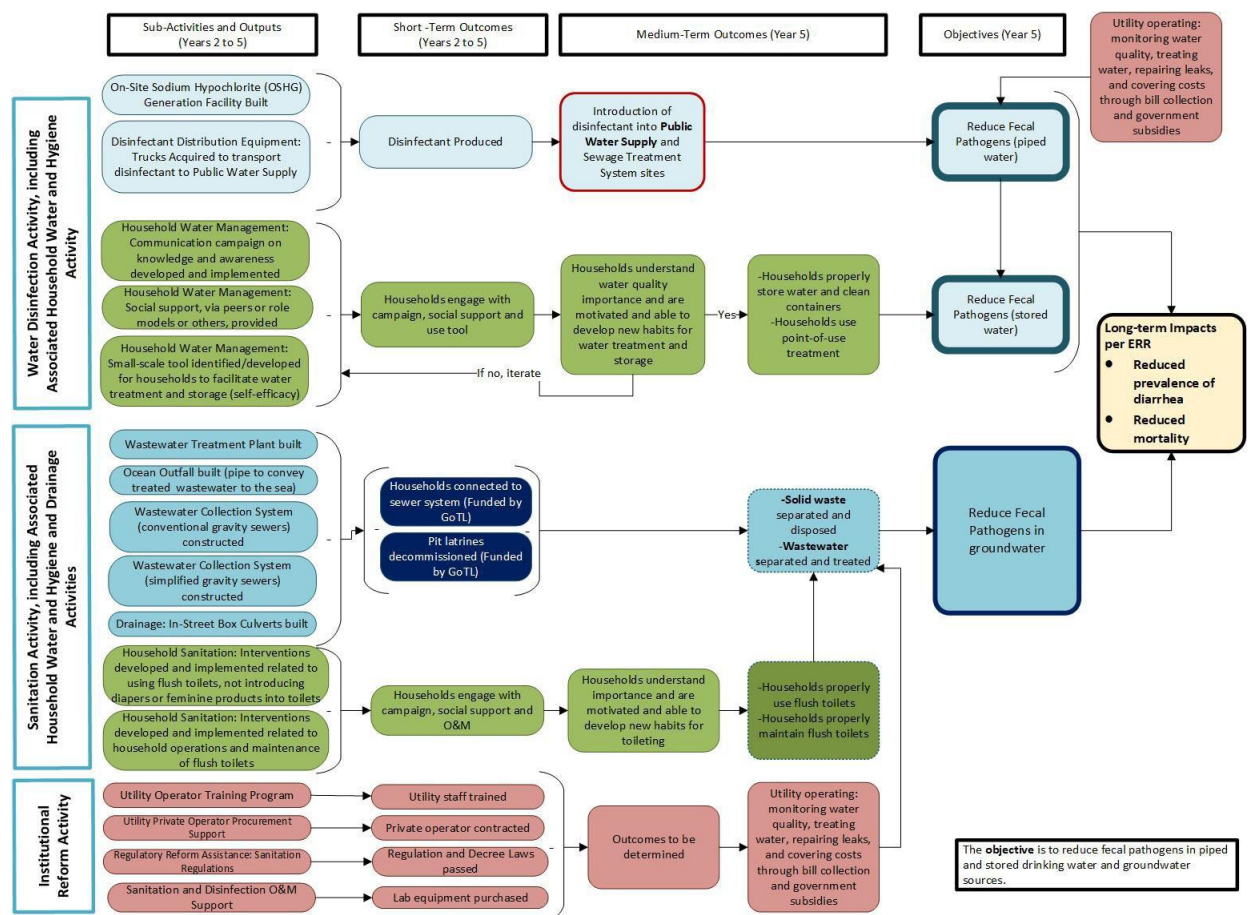 Sub-Activities and Outputs
(Years 2 to 5)
Short -Term Outcomes
(Years 2 to 5)
Medium-Term Outcomes (Year 5)
Objectives (Year 5)
Utility operating:
monitoring water
quality, treating
water, repairing leaks,
and covering costs
through bill collection
and government
subsidies
Water Disinfection Activity, including
Associated Household Water and Hygiene
Activity
On-Site Sodium Hypochlorite (OSHG)
Generation Facility Built
Disinfectant Distribution Equipment:
Trucks Acquired to transport
disinfectant to Public Water Supply
Disinfectant Produced
Introduction of
disinfectant into Public
Water Supply and
Sewage Treatment
System sites
Reduce Fecal
Pathogens (piped
water)
Household Water Management:
Communication campaign on
knowledge and awareness
developed and implemented
Household Water Management:
Social support, via peers or role
models or others, provided
Household Water Management:
Small-scale tool identified/developed
for households to facilitate water
treatment and storage (self-efficacy)
Households engage with
campaign, social support and
use tool
Households understand
water quality
importance and are
motivated and able to
develop new habits for
water treatment and
storage
Yes
-Households properly
store water and clean
containers
-Households use
point-of-use
treatment
Reduce Fecal
Pathogens (stored
water)
If no, iterate
Long-term Impacts
per ERR
● Reduced
prevalence of
diarrhea
● Reduced
mortality
Sanitation Activity, including Associated
Household Water and Hygiene and Drainage
Activities
Wastewater Treatment Plant built
Ocean Outfall built (pipe to convey
treated wastewater to the sea)
Wastewater Collection System
(conventional gravity sewers)
constructed
Wastewater Collection System
(simplified gravity sewers)
constructed
Drainage: In-Street Box Culverts built
Households connected to
sewer system (Funded by
GoTL)
Pit latrines
decommissioned (Funded
by GoTL)
-Solid waste
separated and
disposed
-Wastewater
separated and treated
Reduce Fecal
Pathogens in
groundwater
Household Sanitation: Interventions
developed and implemented related to
using flush toilets, not introducing
diapers or feminine products into toilets
Household Sanitation: Interventions
developed and implemented related to
household operations and maintenance
of flush toilets
Households engage with
campaign, social support and
O&M
Households understand
importance and are
motivated and able to
develop new habits for
toileting
-Households properly
use flush toilets
-Households properly
maintain flush toilets
Institutional
Reform Activity
Utility Operator Training Program
Utility Private Operator Procurement
Support
Regulatory Reform Assistance: Sanitation
Regulations
Sanitation and Disinfection O&M
Support
Utility staff trained
Private operator contracted
Regulation and Decree Laws
passed
Lab equipment purchased
Outcomes to be
determined
Utility operating:
monitoring water
quality, treating
water, repairing leaks,
and covering costs
through bill collection
and government
subsidies
The objective is to reduce fecal pathogens in piped
and stored drinking water and groundwater
sources.